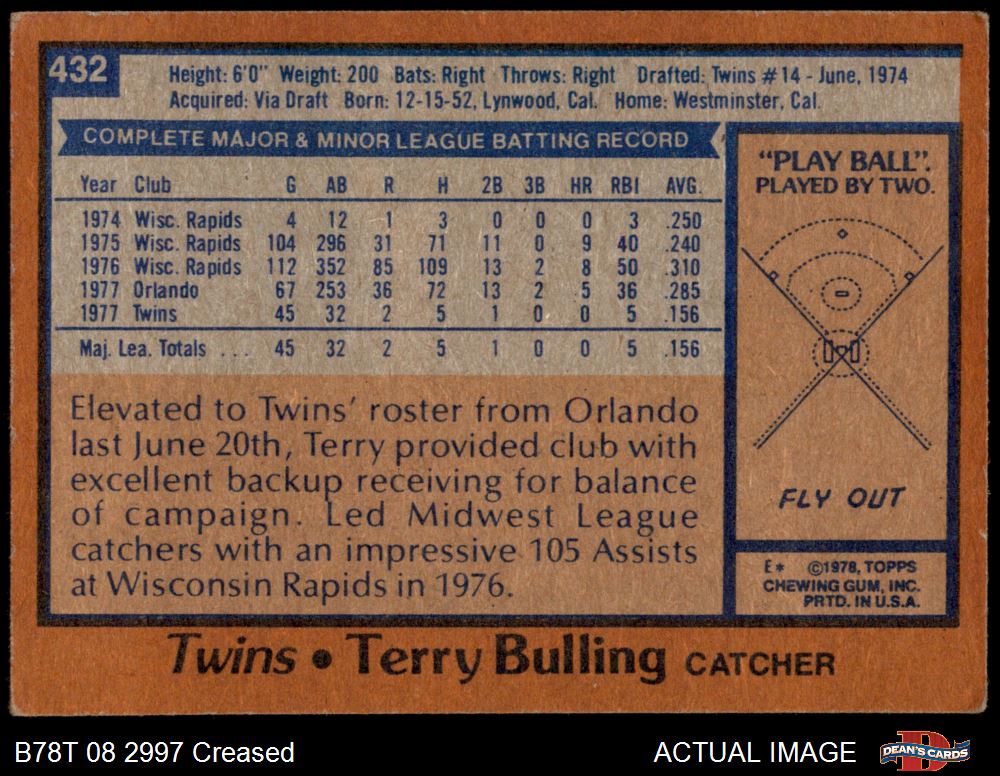 432
Height: 6'0" Weight: 200 Bats: Right Throws: Right Drafted: Twins #14 - June, 1974
Acquired: Via Draft Born: 12-15-52, Lynwood, Cal. Home: Westminster, Cal.
COMPLETE MAJOR & MINOR LEAGUE BATTING RECORD
Year Club G AB R H 2B 3B HR RBI AVG.
1974 Wisc. Rapids 4 12 1 3 0 0 0 3 .250
1975 Wisc. Rapids 104 296 31 71 11 0 9 40 .240
1976 Wisc. Rapids 112 352 85 109 13 2 8 50 .310
1977 Orlando 67 253 36 72 13 2 5 36 .285
1977 Twins 45 32 2 5 1 0 0 5 .156
Maj. Lea. Totals ... 45 32 2 5 1 0 0 5 .156
Elevated to Twins' roster from Orlando
last June 20th, Terry provided club with
excellent backup receiving for balance
of campaign. Led Midwest League
catchers with an impressive 105 Assists
at Wisconsin Rapids in 1976.
"PLAY BALL".
PLAYED BY TWO.
FLY OUT
E* ©1978, TOPPS
CHEWING GUM, INC.
PRTD. IN U.S.A.
Twins • Terry Bulling CATCHER
B78T 08 2997 Creased
ACTUAL IMAGE
DEAN'S CARDS